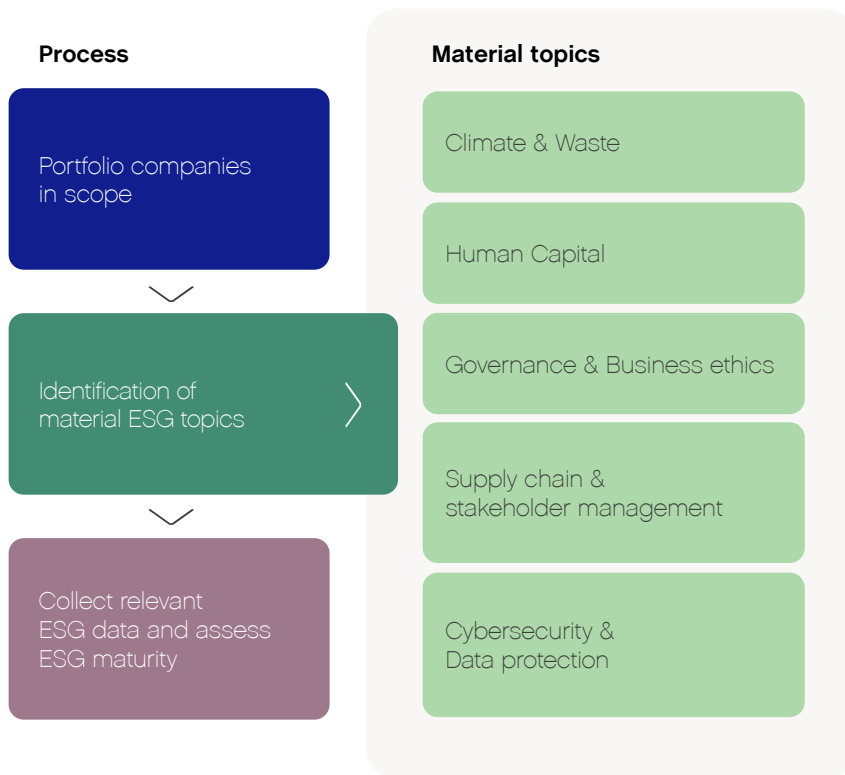 Process
Portfolio companies
in scope
Identification of
material ESG topics
Collect relevant
ESG data and assess
ESG maturity
Material topics
Climate & Waste
Human Capital
Governance & Business ethics
Supply chain &
stakeholder management
Cybersecurity &
Data protection